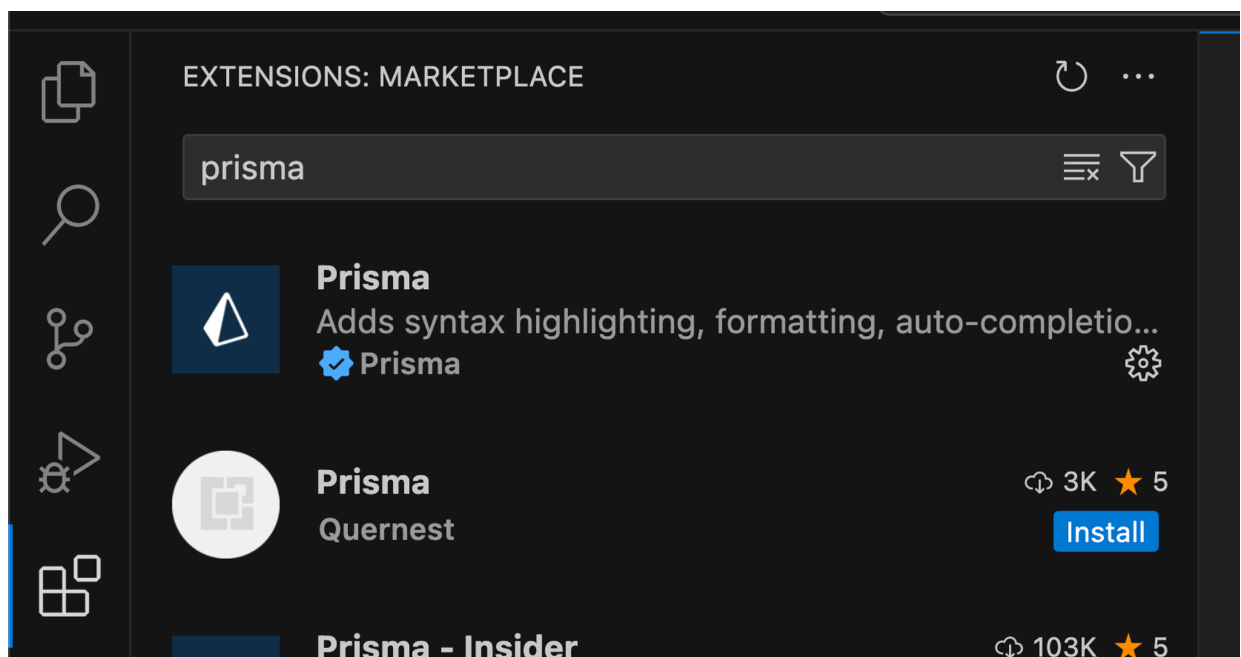 EXTENSIONS: MARKETPLACE
prisma
Prisma
Adds syntax highlighting, formatting, auto-completio...
Prisma
Prisma 3K 5
Quernest Install
Prisma - Insider 103K 5